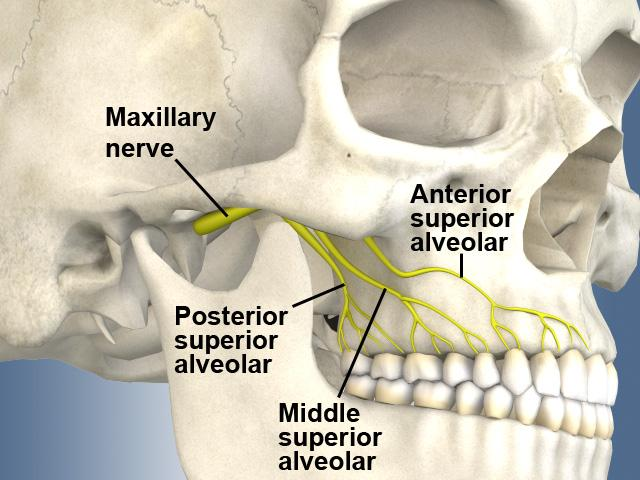 Maxillary
nerve
Anterior
superior
alveolar
Posterior
superior
alveolar
Middle
superior
alveolar